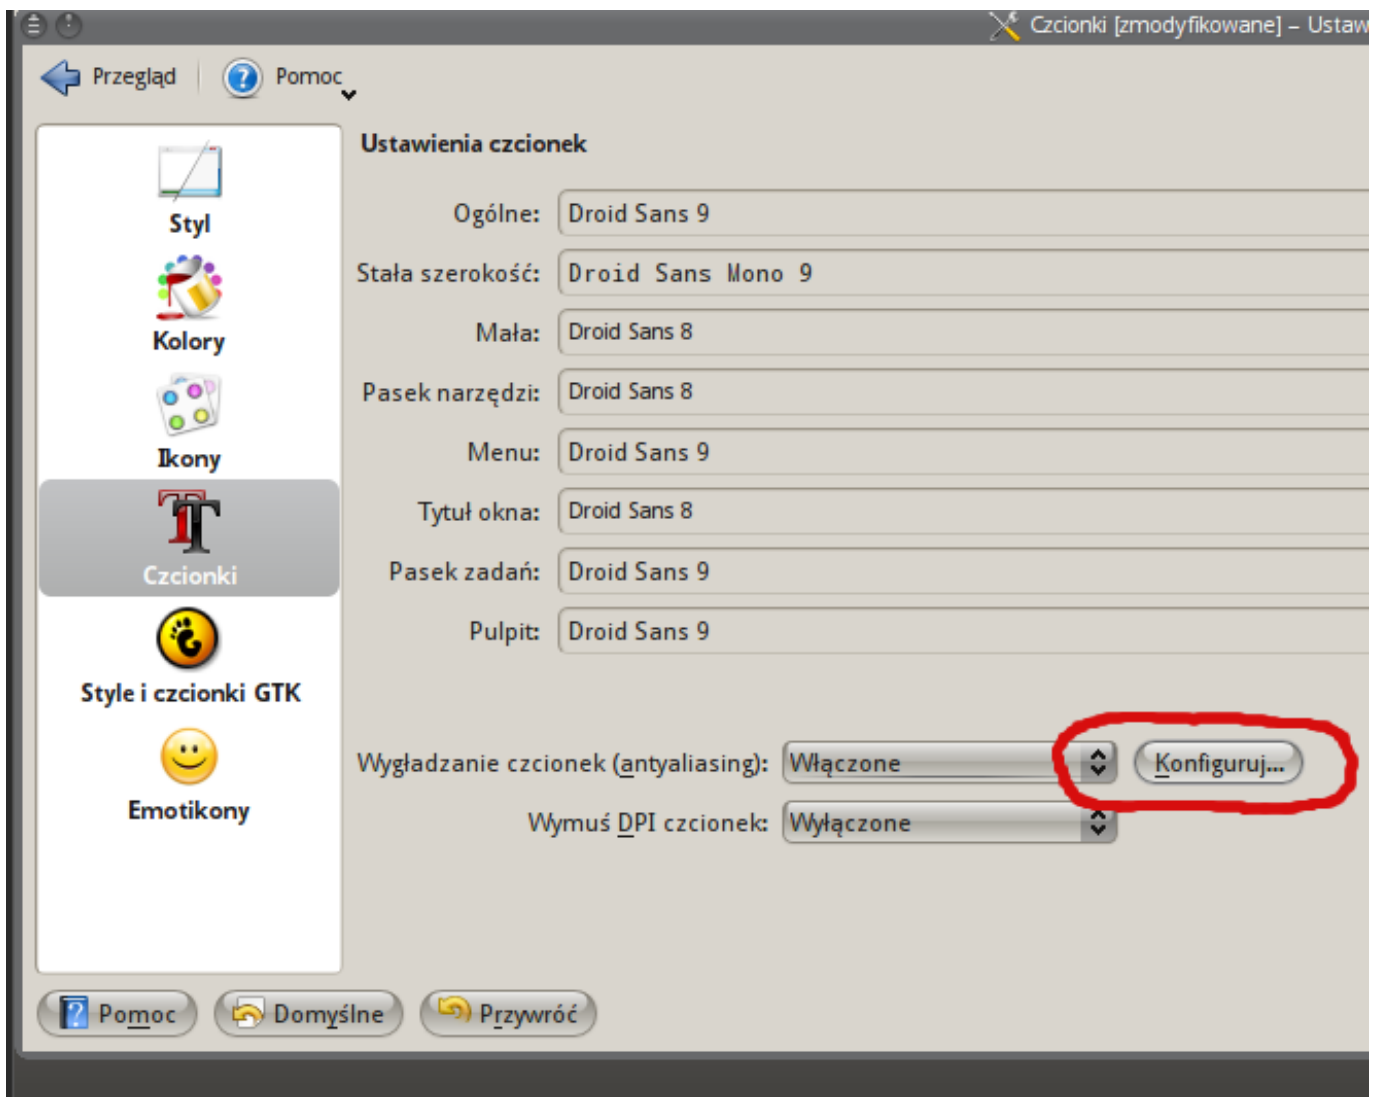 Czcionki [zmodyfikowane] – Ustaw
Przegląd
Pomoc
Ustawienia czcionek
Styl
Kolory
Ikony
Czcionki
Style i czcionki GTK
Emotikony
Ogólne: Droid Sans 9
Stała szerokość: Droid Sans Mono 9
Mała: Droid Sans 8
Pasek narzędzi: Droid Sans 8
Menu: Droid Sans 9
Tytuł okna: Droid Sans 8
Pasek zadań: Droid Sans 9
Pulpit: Droid Sans 9
Wygładzanie czcionek (antyaliasing): Włączone Konfiguruj...
Wymuś DPI czcionek: Wyłączone
Pomoc Domyślne Przywróć